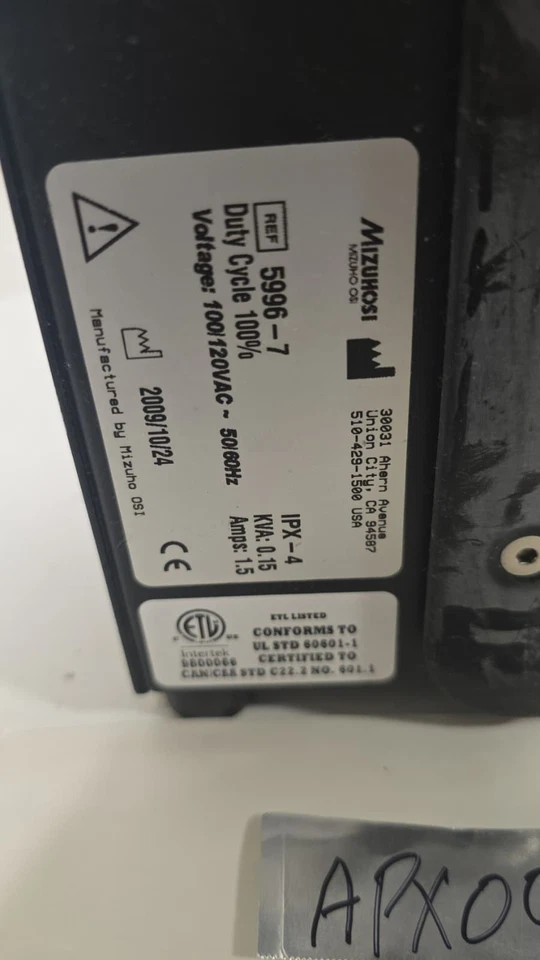 MIZUHOSI
MIZUHO OSI
30031 Ahern Avenue
Union City, CA 94587
510-429-1500 USA
REF 5996-7
Duty Cycle 100%
Voltage: 100/120VAC~ 50/60Hz
IPX-4
KVA: 0.15
Amps: 1.5
2009/10/24
Manufactured by Mizuho OSI
CE
ETL
Intertek
ETL LISTED
CONFORMS TO
UL STD 60601-1
CERTIFIED TO
CAN/CSA STD C22.2 NO. 601.1
APX00